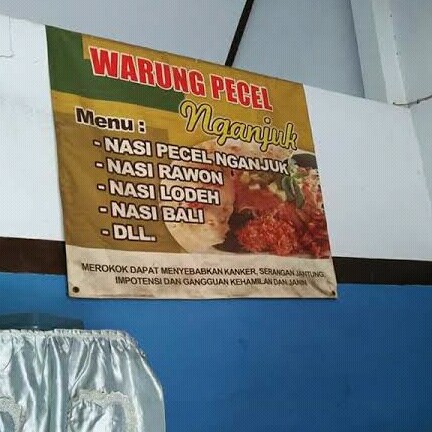 WARUNG PECEL
Nganjuk
Menu :
- NASI PECEL NGANJUK
- NASI RAWON
- NASI LODEH
- NASI BALI
- DLL.
MEROKOK DAPAT MENYEBABKAN KANKER, SERANGAN JANTUNG,
IMPOTENSI DAN GANGGUAN KEHAMILAN DAN JANIN